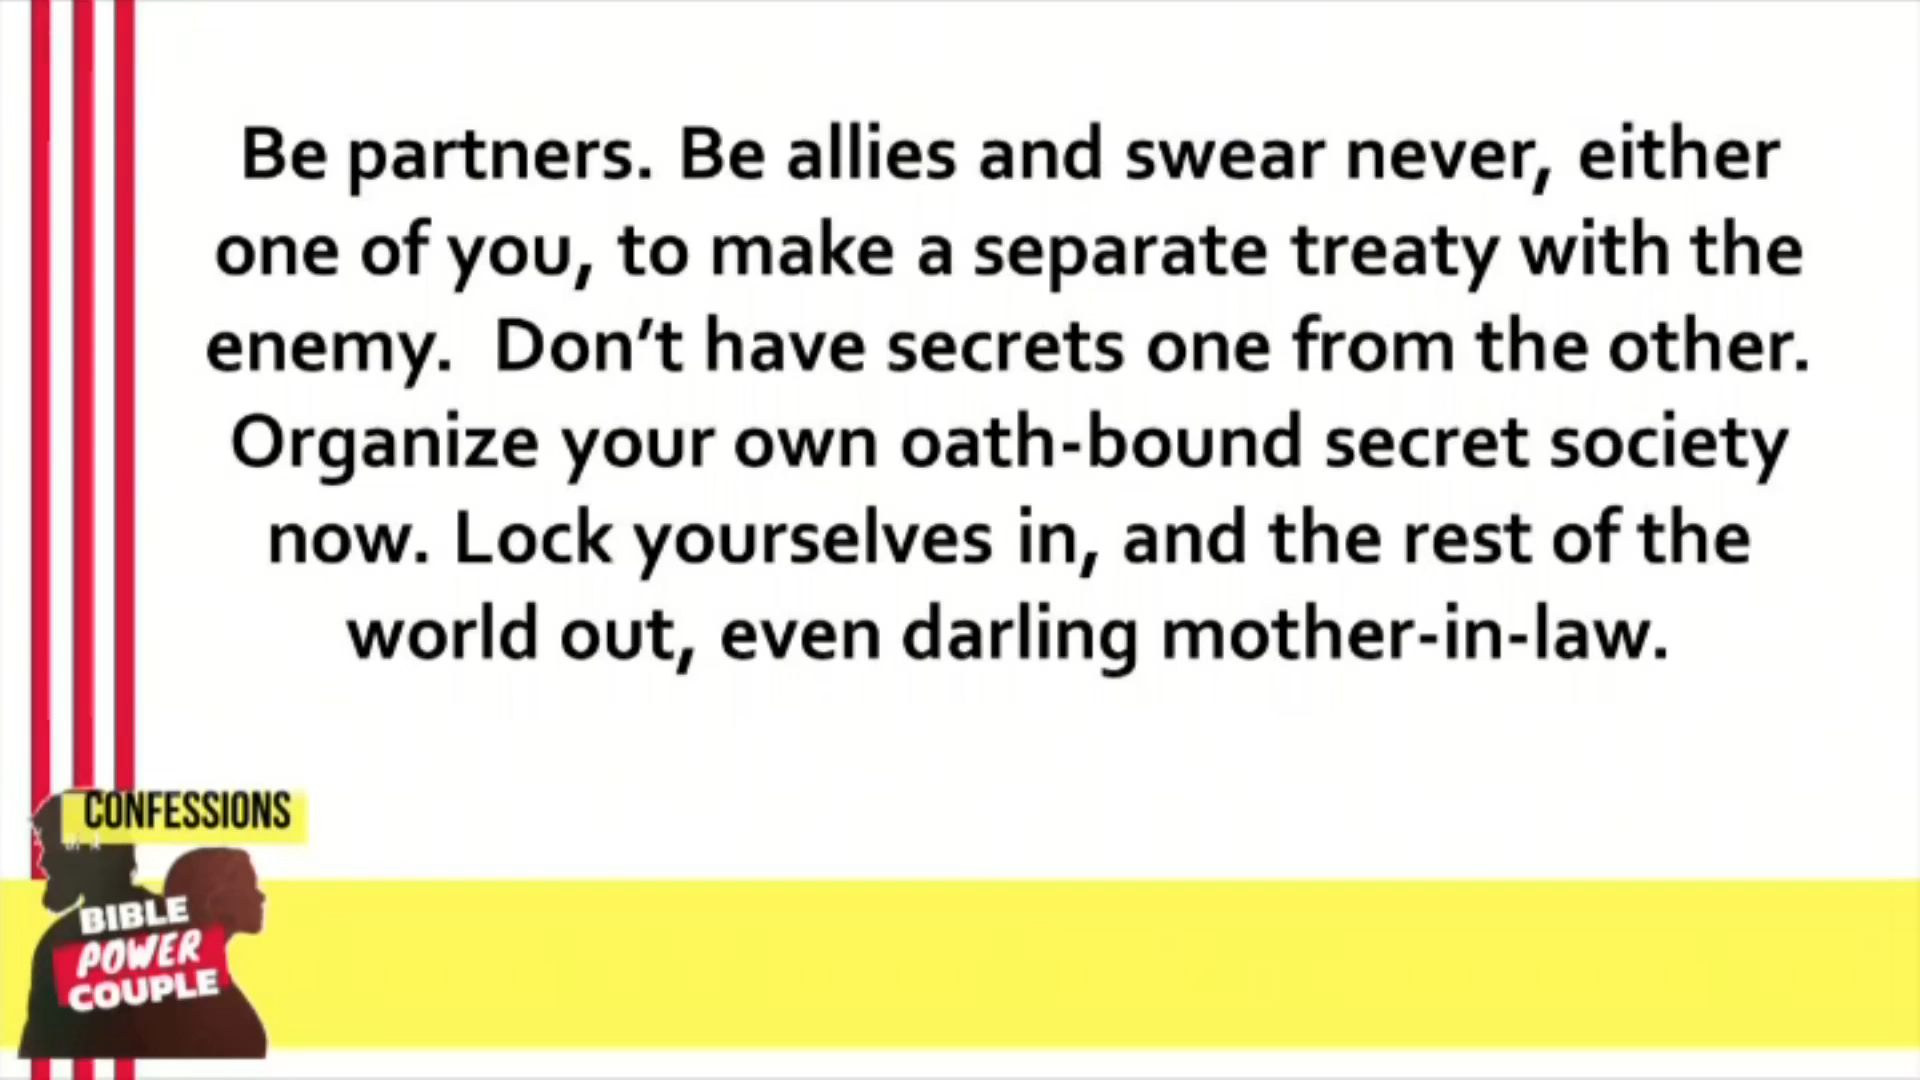 Be partners. Be allies and swear never, either
one of you, to make a separate treaty with the
enemy. Don’t have secrets one from the other.
Organize your own oath-bound secret society
now. Lock yourselves in, and the rest of the
world out, even darling mother-in-law.
CONFESSIONS
BIBLE
POWER
COUPLE